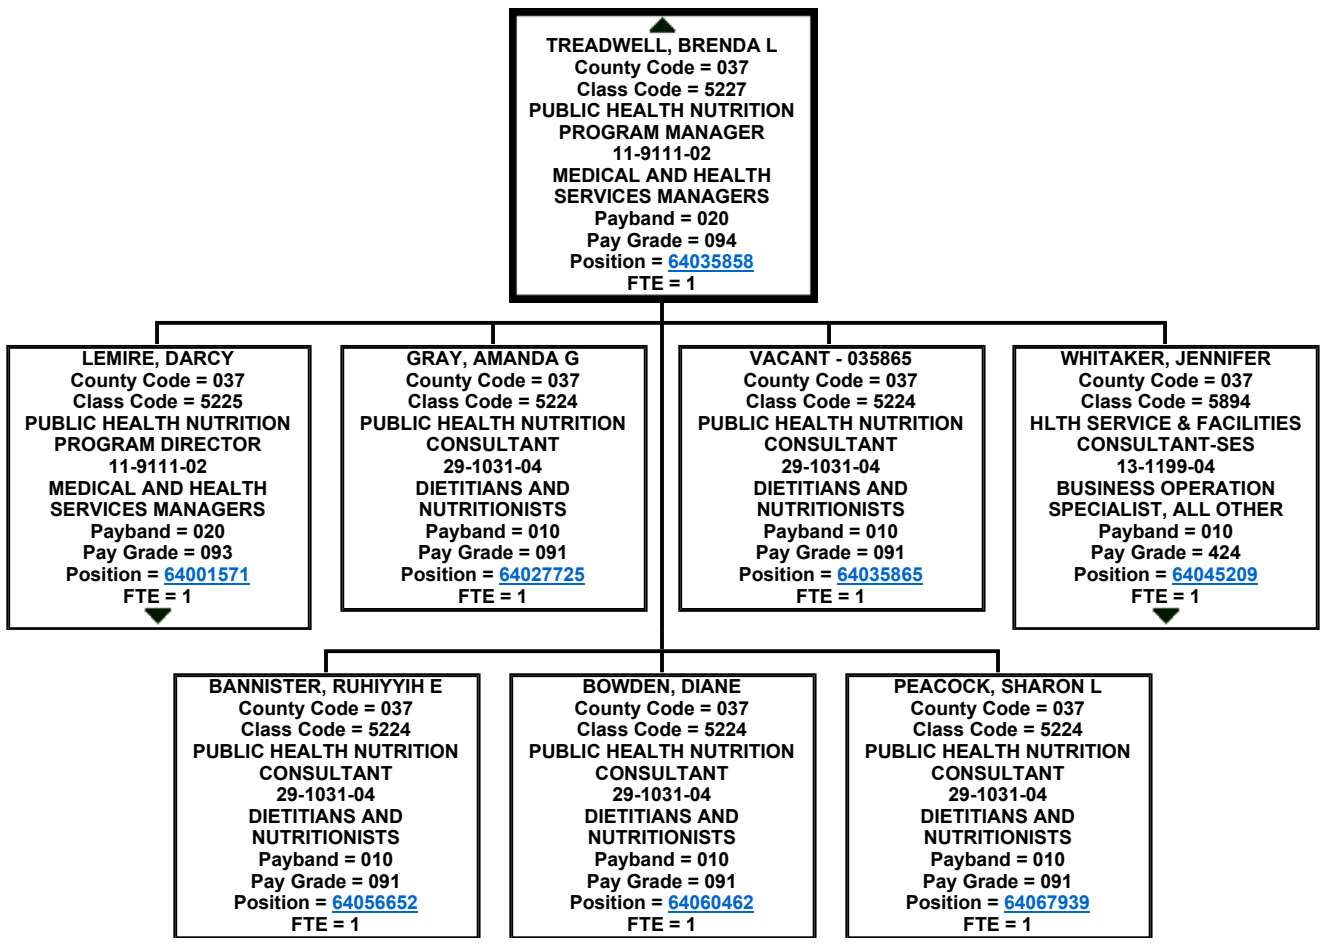 TREADWELL, BRENDA L
County Code = 037
Class Code = 5227
PUBLIC HEALTH NUTRITION
PROGRAM MANAGER
11-9111-02
MEDICAL AND HEALTH
SERVICES MANAGERS
Payband = 020
Pay Grade = 094
Position = 64035858
FTE = 1
LEMIRE, DARCY
County Code = 037
Class Code = 5225
PUBLIC HEALTH NUTRITION
PROGRAM DIRECTOR
11-9111-02
MEDICAL AND HEALTH
SERVICES MANAGERS
Payband = 020
Pay Grade = 093
Position = 64001571
FTE = 1
GRAY, AMANDA G
County Code = 037
Class Code = 5224
PUBLIC HEALTH NUTRITION
CONSULTANT
29-1031-04
DIETITIANS AND
NUTRITIONISTS
Payband = 010
Pay Grade = 091
Position = 64027725
FTE = 1
VACANT - 035865
County Code = 037
Class Code = 5224
PUBLIC HEALTH NUTRITION
CONSULTANT
29-1031-04
DIETITIANS AND
NUTRITIONISTS
Payband = 010
Pay Grade = 091
Position = 64035865
FTE = 1
WHITAKER, JENNIFER
County Code = 037
Class Code = 5894
HLTH SERVICE & FACILITIES
CONSULTANT-SES
13-1199-04
BUSINESS OPERATION
SPECIALIST, ALL OTHER
Payband = 010
Pay Grade = 424
Position = 64045209
FTE = 1
BANNISTER, RUHIYYIH E
County Code = 037
Class Code = 5224
PUBLIC HEALTH NUTRITION
CONSULTANT
29-1031-04
DIETITIANS AND
NUTRITIONISTS
Payband = 010
Pay Grade = 091
Position = 64056652
FTE = 1
BOWDEN, DIANE
County Code = 037
Class Code = 5224
PUBLIC HEALTH NUTRITION
CONSULTANT
29-1031-04
DIETITIANS AND
NUTRITIONISTS
Payband = 010
Pay Grade = 091
Position = 64060462
FTE = 1
PEACOCK, SHARON L
County Code = 037
Class Code = 5224
PUBLIC HEALTH NUTRITION
CONSULTANT
29-1031-04
DIETITIANS AND
NUTRITIONISTS
Payband = 010
Pay Grade = 091
Position = 64067939
FTE = 1